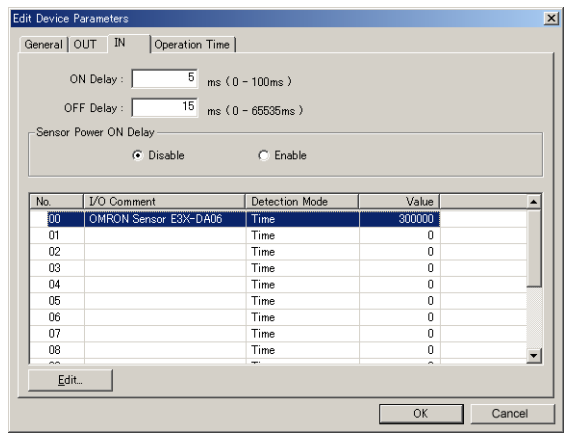 Edit Device Parameters
General OUT IN Operation Time
ON Delay : 5 ms ( 0 - 100ms )
OFF Delay : 15 ms ( 0 - 65535ms )
Sensor Power ON Delay
Disable Enable
No. I/O Comment Detection Mode Value
00 OMRON Sensor E3X-DA06 Time 300000
01 Time 0
02 Time 0
03 Time 0
04 Time 0
05 Time 0
06 Time 0
07 Time 0
08 Time 0
Edit...
OK Cancel